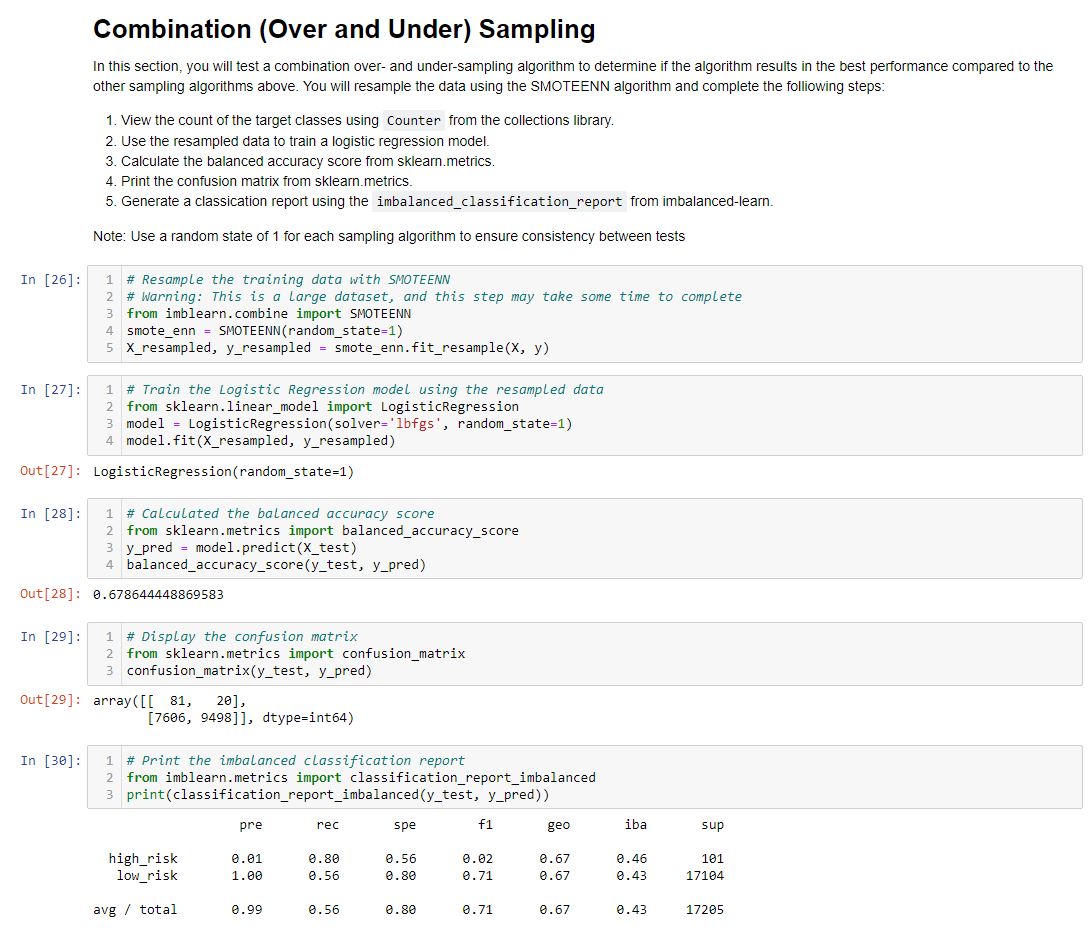 Combination (Over and Under) Sampling
In this section, you will test a combination over- and under-sampling algorithm to determine if the algorithm results in the best performance compared to the
other sampling algorithms above. You will resample the data using the SMOTEENN algorithm and complete the folliowing steps:
1. View the count of the target classes using Counter from the collections library.
2. Use the resampled data to train a logistic regression model.
3. Calculate the balanced accuracy score from sklearn.metrics.
4. Print the confusion matrix from sklearn.metrics.
5. Generate a classication report using the imbalanced_classification_report from imbalanced-learn.
Note: Use a random state of 1 for each sampling algorithm to ensure consistency between tests
In [26]:
1 # Resample the training data with SMOTEENN
2 # Warning: This is a large dataset, and this step may take some time to complete
3 from imblearn.combine import SMOTEENN
4 smote_enn = SMOTEENN(random_state=1)
5 X_resampled, y_resampled = smote_enn.fit_resample(X, y)
In [27]:
1 # Train the Logistic Regression model using the resampled data
2 from sklearn.linear_model import LogisticRegression
3 model = LogisticRegression(solver='lbfgs', random_state=1)
4 model.fit(X_resampled, y_resampled)
Out[27]: LogisticRegression(random_state=1)
In [28]:
1 # Calculated the balanced accuracy score
2 from sklearn.metrics import balanced_accuracy_score
3 y_pred = model.predict(X_test)
4 balanced_accuracy_score(y_test, y_pred)
Out[28]: 0.678644448869583
In [29]:
1 # Display the confusion matrix
2 from sklearn.metrics import confusion_matrix
3 confusion_matrix(y_test, y_pred)
Out[29]: array([[ 81, 20],
[7606, 9498]], dtype=int64)
In [30]:
1 # Print the imbalanced classification report
2 from imblearn.metrics import classification_report_imbalanced
3 print(classification_report_imbalanced(y_test, y_pred))
pre rec spe f1 geo iba sup
high_risk 0.01 0.80 0.56 0.02 0.67 0.46 101
low_risk 1.00 0.56 0.80 0.71 0.67 0.43 17104
avg / total 0.99 0.56 0.80 0.71 0.67 0.43 17205